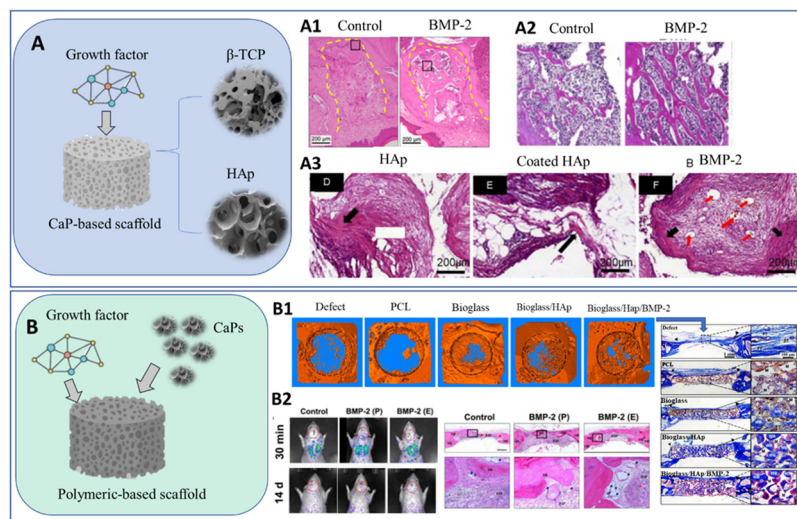 A
Growth factor
CaP-based scaffold
β-TCP
HAp
A1
Control
BMP-2
200 µm
200 µm
A2
Control
BMP-2
A3
HAp
Coated HAp
B BMP-2
D
E
F
200µm
200µm
200µm
B
Growth factor
CaPs
Polymeric-based scaffold
B1
Defect
PCL
Bioglass
Bioglass/HAp
Bioglass/Hap/BMP-2
B2
Control
BMP-2 (P)
BMP-2 (E)
30 min
14 d
Control
BMP-2 (P)
BMP-2 (E)
Defect
PCL
Bioglass
Bioglass/HAp
Bioglass/HAp/BMP-2